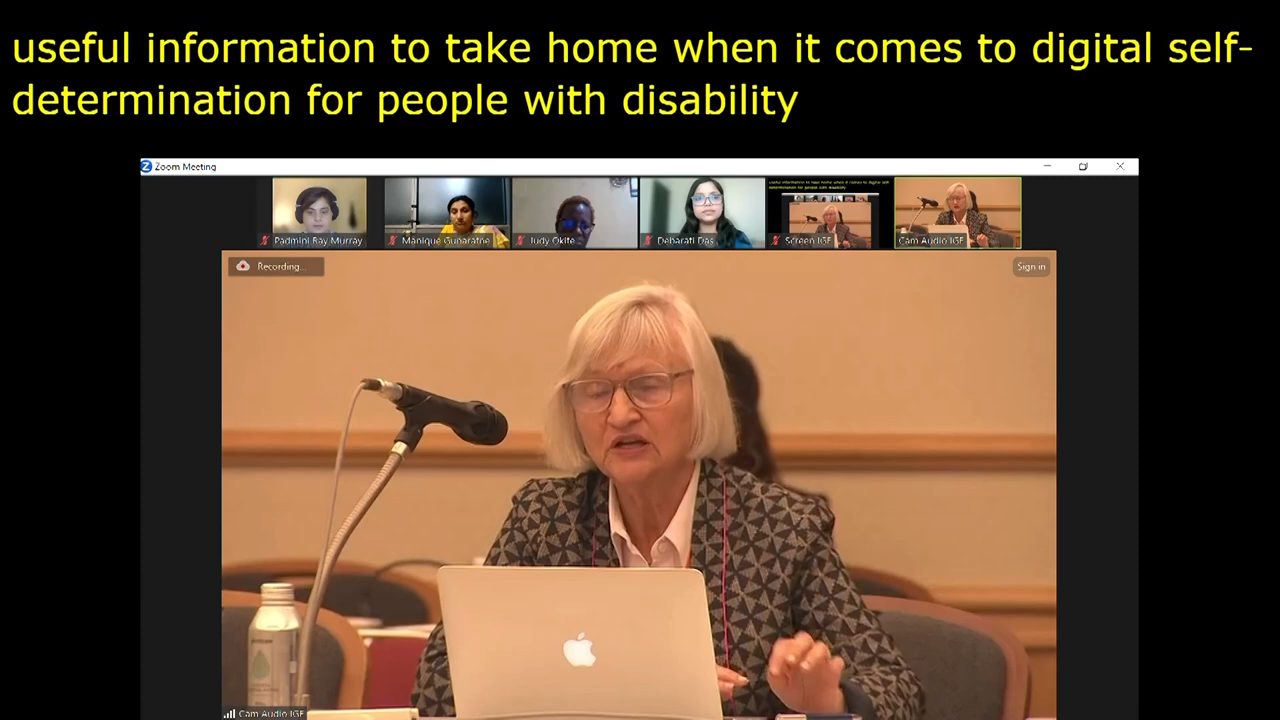 useful information to take home when it comes to digital self-
determination for people with disability
Zoom Meeting
Padmini Ray Murray
Manique Gunaratne
Judy Okite
Debarati Das
Screen IGF
Cam Audio IGF
Recording...
Sign in
Cam Audio IGF